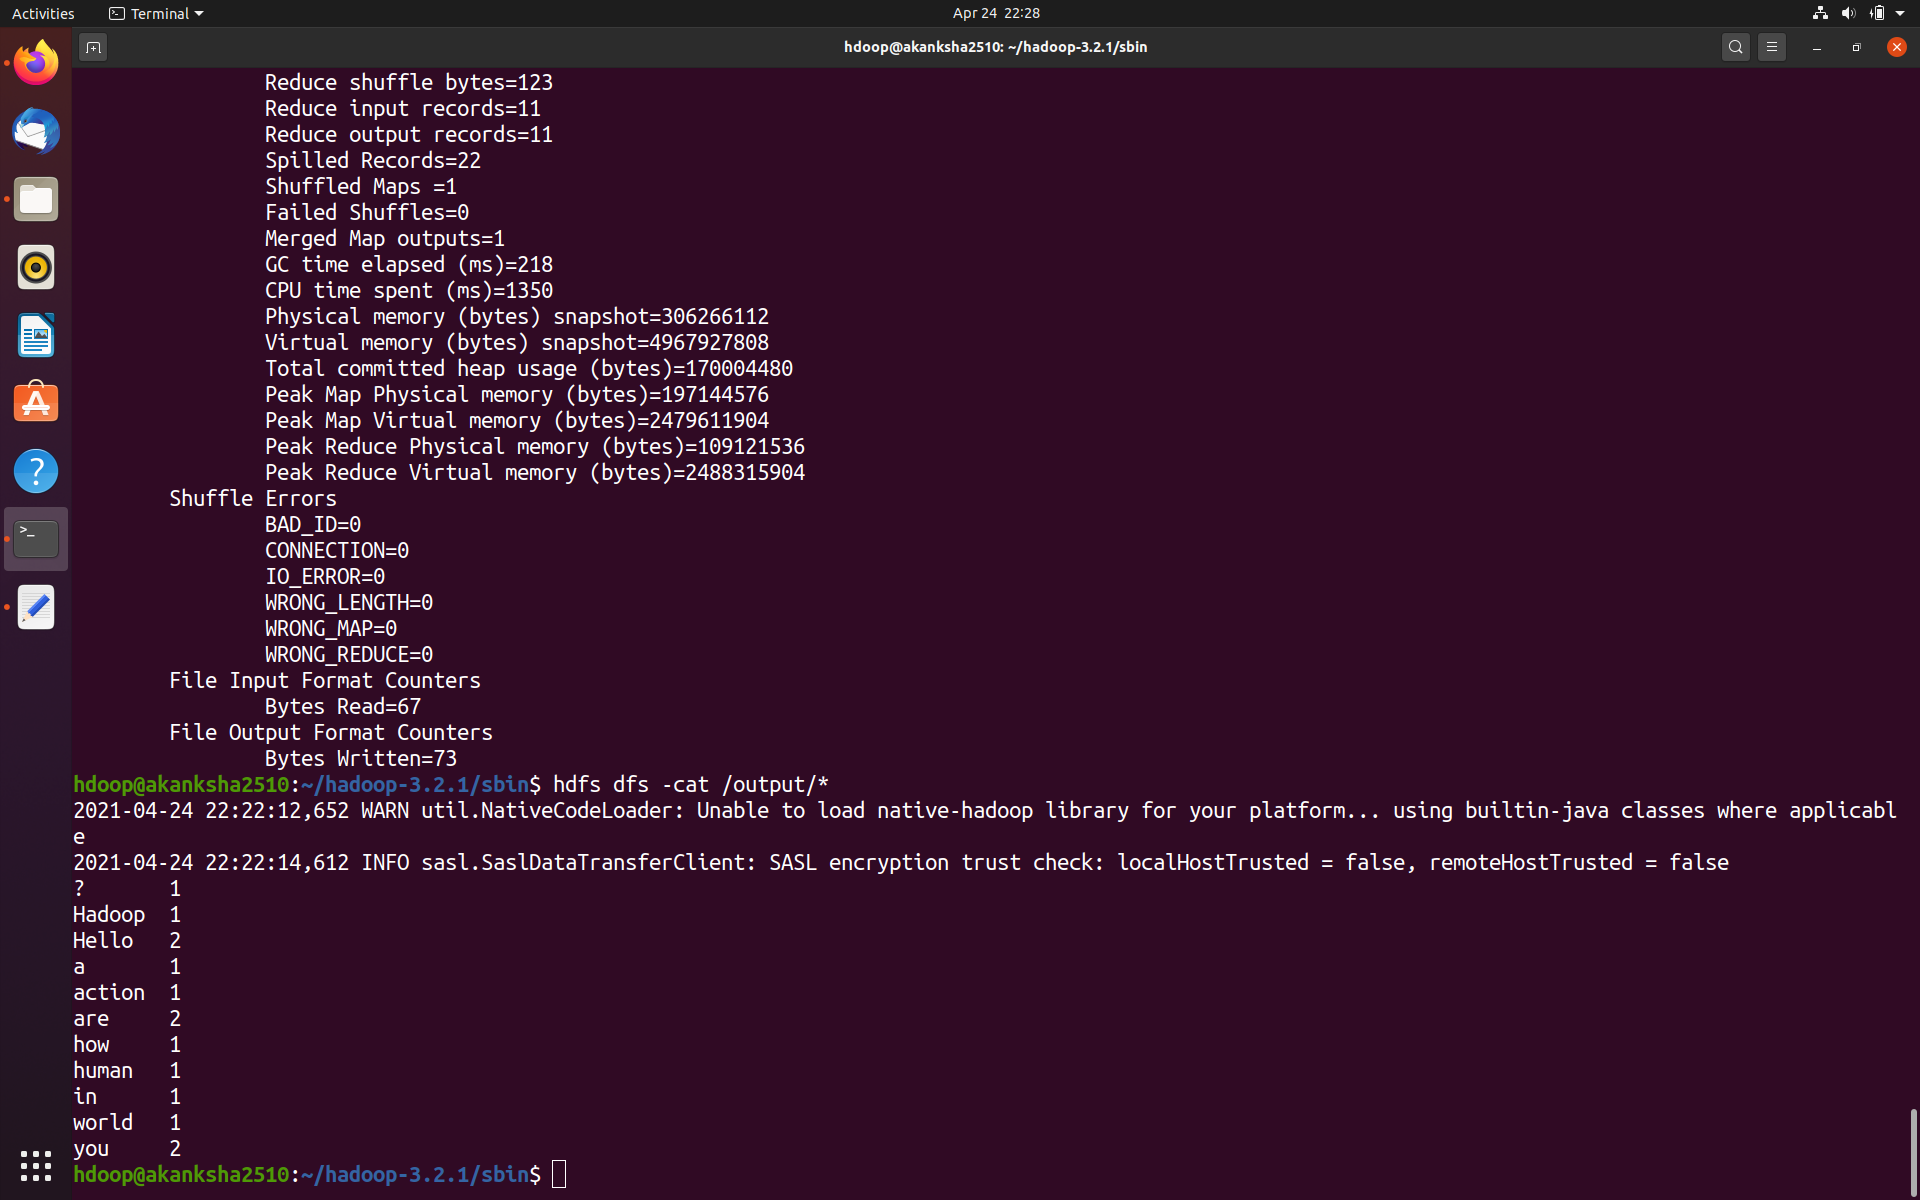 Activities Terminal Apr 24 22:28
hdoop@akanksha2510: ~/hadoop-3.2.1/sbin
Reduce shuffle bytes=123
Reduce input records=11
Reduce output records=11
Spilled Records=22
Shuffled Maps =1
Failed Shuffles=0
Merged Map outputs=1
GC time elapsed (ms)=218
CPU time spent (ms)=1350
Physical memory (bytes) snapshot=306266112
Virtual memory (bytes) snapshot=4967927808
Total committed heap usage (bytes)=170004480
Peak Map Physical memory (bytes)=197144576
Peak Map Virtual memory (bytes)=2479611904
Peak Reduce Physical memory (bytes)=109121536
Peak Reduce Virtual memory (bytes)=2488315904
Shuffle Errors
BAD_ID=0
CONNECTION=0
IO_ERROR=0
WRONG_LENGTH=0
WRONG_MAP=0
WRONG_REDUCE=0
File Input Format Counters
Bytes Read=67
File Output Format Counters
Bytes Written=73
hdoop@akanksha2510:~/hadoop-3.2.1/sbin$ hdfs dfs -cat /output/*
2021-04-24 22:22:12,652 WARN util.NativeCodeLoader: Unable to load native-hadoop library for your platform... using builtin-java classes where applicabl
e
2021-04-24 22:22:14,612 INFO sasl.SaslDataTransferClient: SASL encryption trust check: localHostTrusted = false, remoteHostTrusted = false
? 1
Hadoop 1
Hello 2
a 1
action 1
are 2
how 1
human 1
in 1
world 1
you 2
hdoop@akanksha2510:~/hadoop-3.2.1/sbin$